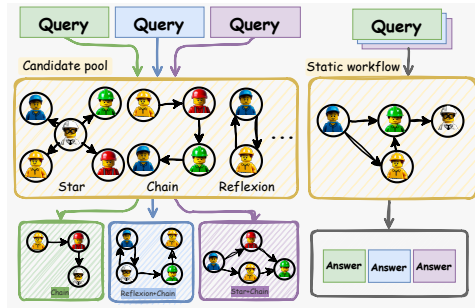 Query
Query
Query
Query
Candidate pool
Static workflow
Star
Chain
Reflexion
...
Chain
Reflexion+Chain
Star+Chain
Answer
Answer
Answer